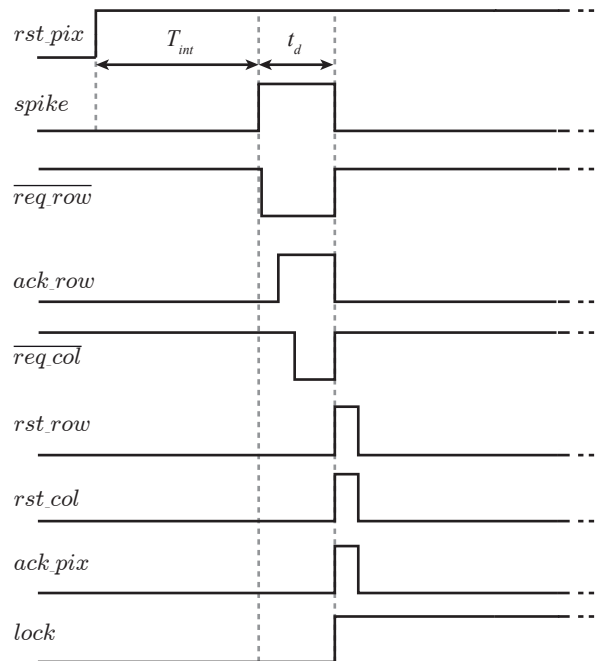 rst_pix
T_int t_d
spike
req_row
ack_row
req_col
rst_row
rst_col
ack_pix
lock